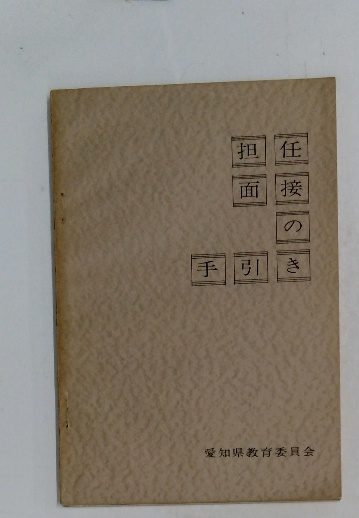 担任
面接
の
手引き
愛知県教育委員会